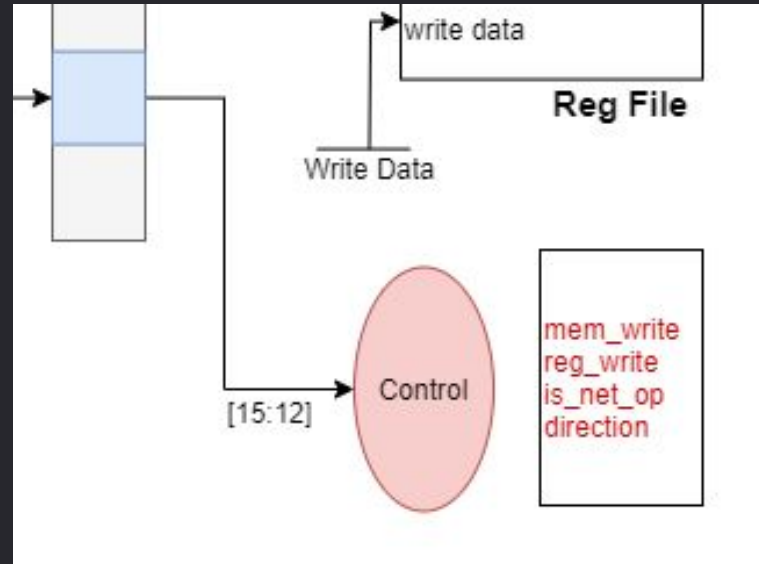 write data
Reg File
Write Data
Control
[15:12]
mem_write
reg_write
is_net_op
direction